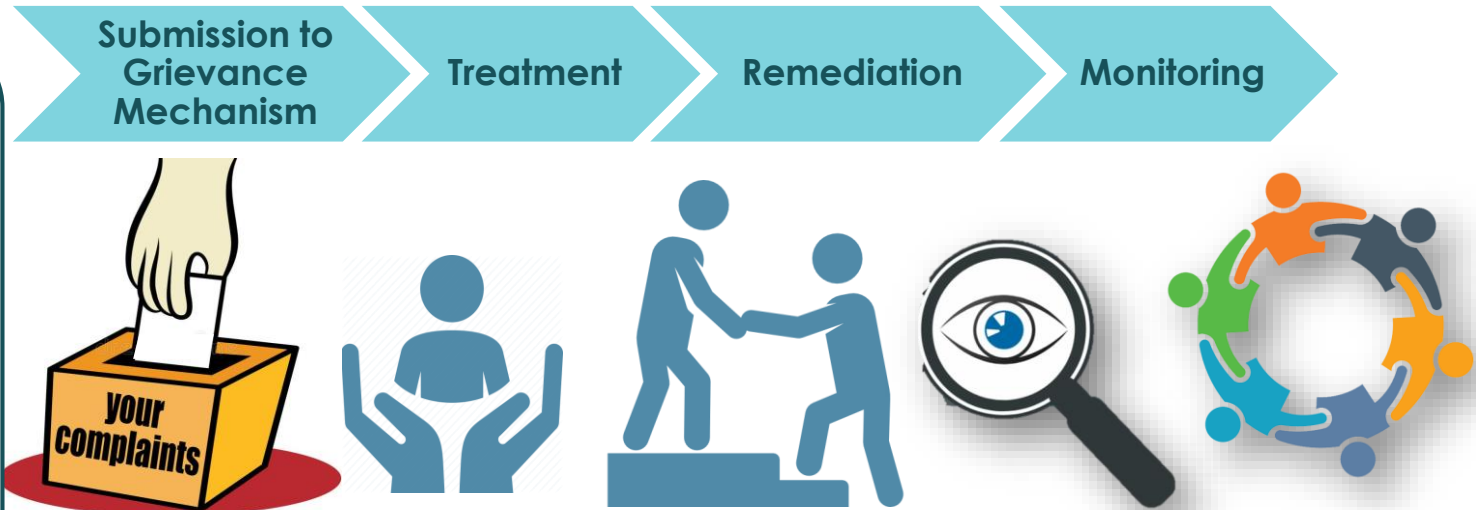 Submission to
Grievance
Mechanism
Treatment
Remediation
Monitoring
your
complaints